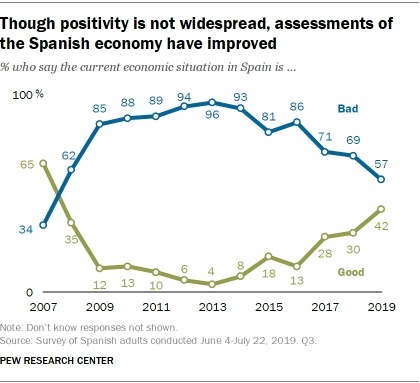 Though positivity is not widespread, assessments of
the Spanish economy have improved
% who say the current economic situation in Spain is ...
100 %
85 88 89 94 96 93 81 86 71 69 57
Bad
65 62
34 35
12 13 10 6 4 8 18 13 28 30 42
Good
0
2007 2009 2011 2013 2015 2017 2019
Note: Don't know responses not shown.
Source: Survey of Spanish adults conducted June 4-July 22, 2019. Q3.
PEW RESEARCH CENTER